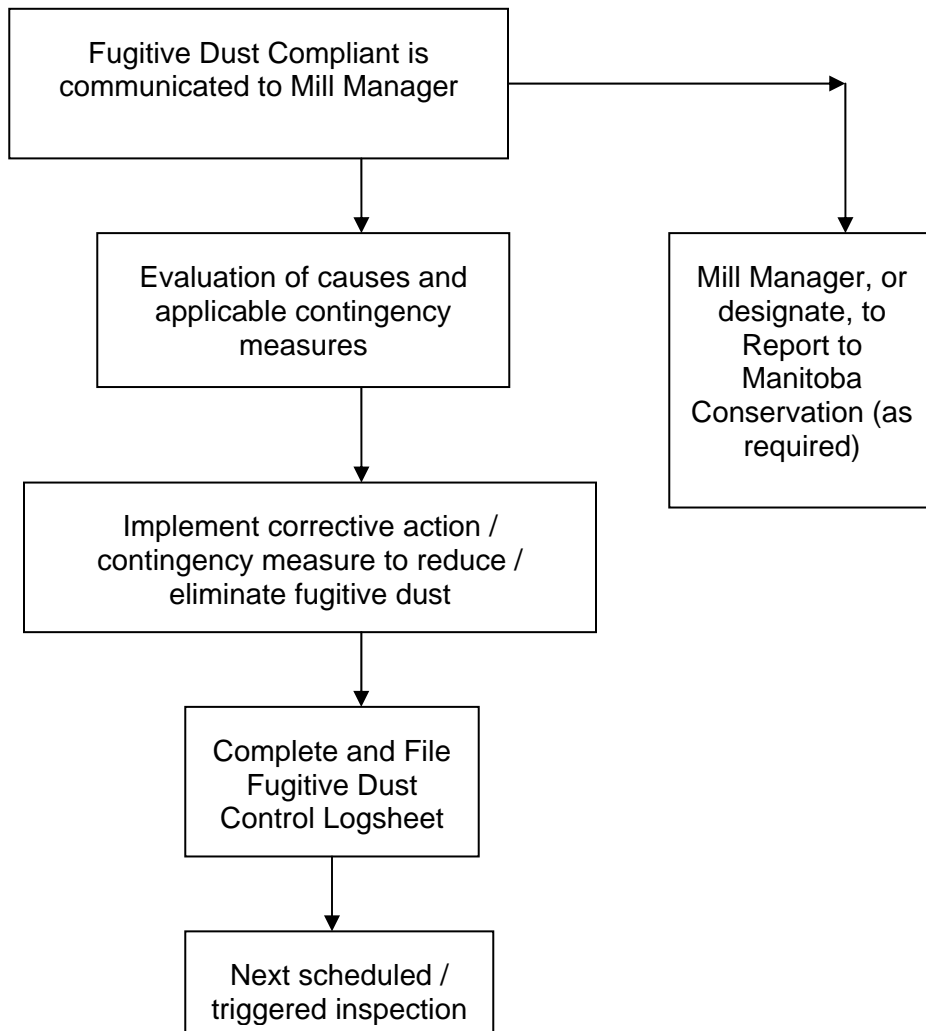 Fugitive Dust Compliant is
communicated to Mill Manager
Evaluation of causes and
applicable contingency
measures
Mill Manager, or
designate, to
Report to
Manitoba
Conservation (as
required)
Implement corrective action /
contingency measure to reduce /
eliminate fugitive dust
Complete and File
Fugitive Dust
Control Logsheet
Next scheduled /
triggered inspection